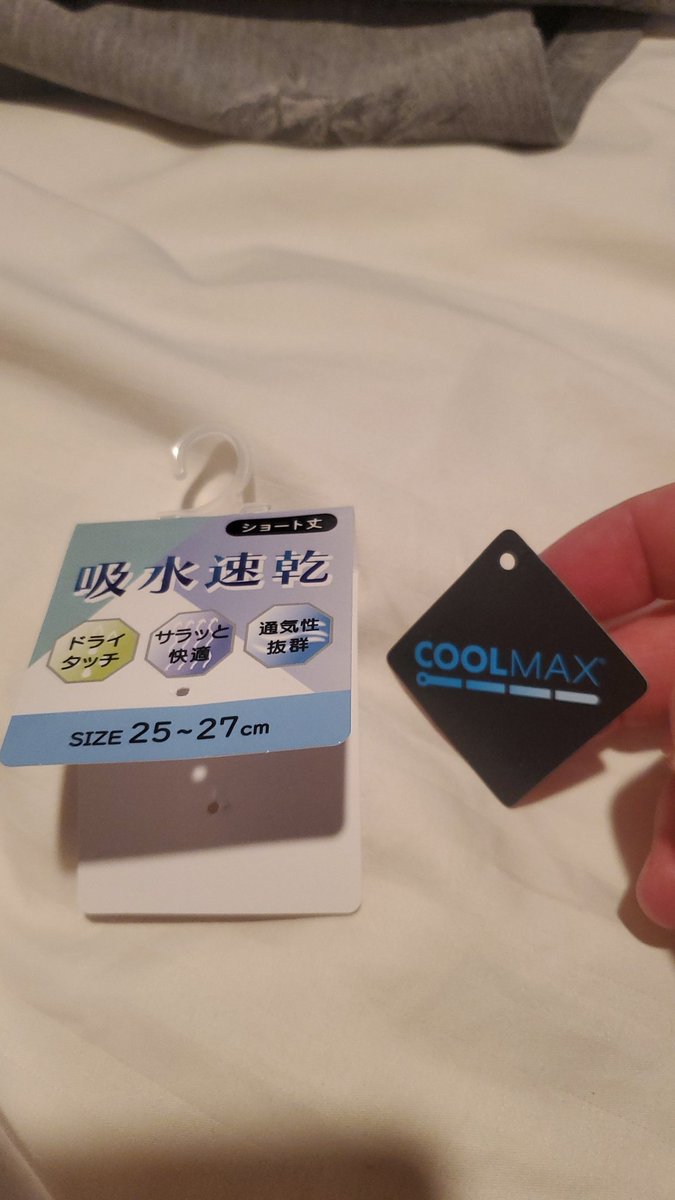 ショート丈
吸水速乾
ドライ
タッチ
サラッと
快適
通気性
抜群
SIZE 25~27cm
COOLMAX®